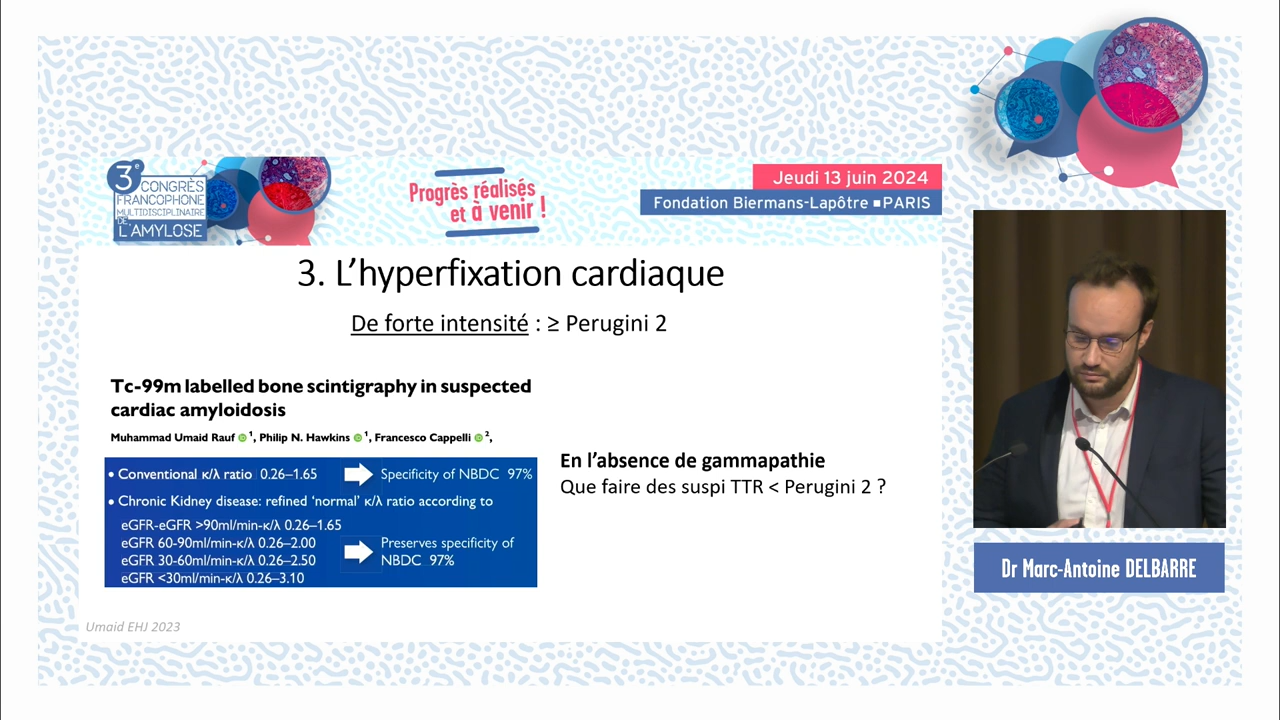 3e
CONGRÈS
FRANCOPHONE
MULTIDISCIPLINAIRE
DE
L'AMYLOSE
Progrès réalisés
et à venir !
Jeudi 13 juin 2024
Fondation Biermans-Lapôtre ■ PARIS
3. L'hyperfixation cardiaque
De forte intensité : ≥ Perugini 2
Tc-99m labelled bone scintigraphy in suspected
cardiac amyloidosis
Muhammad Umaid Rauf 1, Philip N. Hawkins 1, Francesco Cappelli 2,
• Conventional κ/λ ratio 0.26–1.65 Specificity of NBDC 97%
• Chronic Kidney disease: refined 'normal' κ/λ ratio according to
eGFR-eGFR >90ml/min-κ/λ 0.26–1.65
eGFR 60-90ml/min-κ/λ 0.26–2.00
eGFR 30-60ml/min-κ/λ 0.26–2.50
eGFR <30ml/min-κ/λ 0.26–3.10
Preserves specificity of
NBDC 97%
En l'absence de gammapathie
Que faire des suspi TTR < Perugini 2 ?
Umaid EHJ 2023
Dr Marc-Antoine DELBARRE